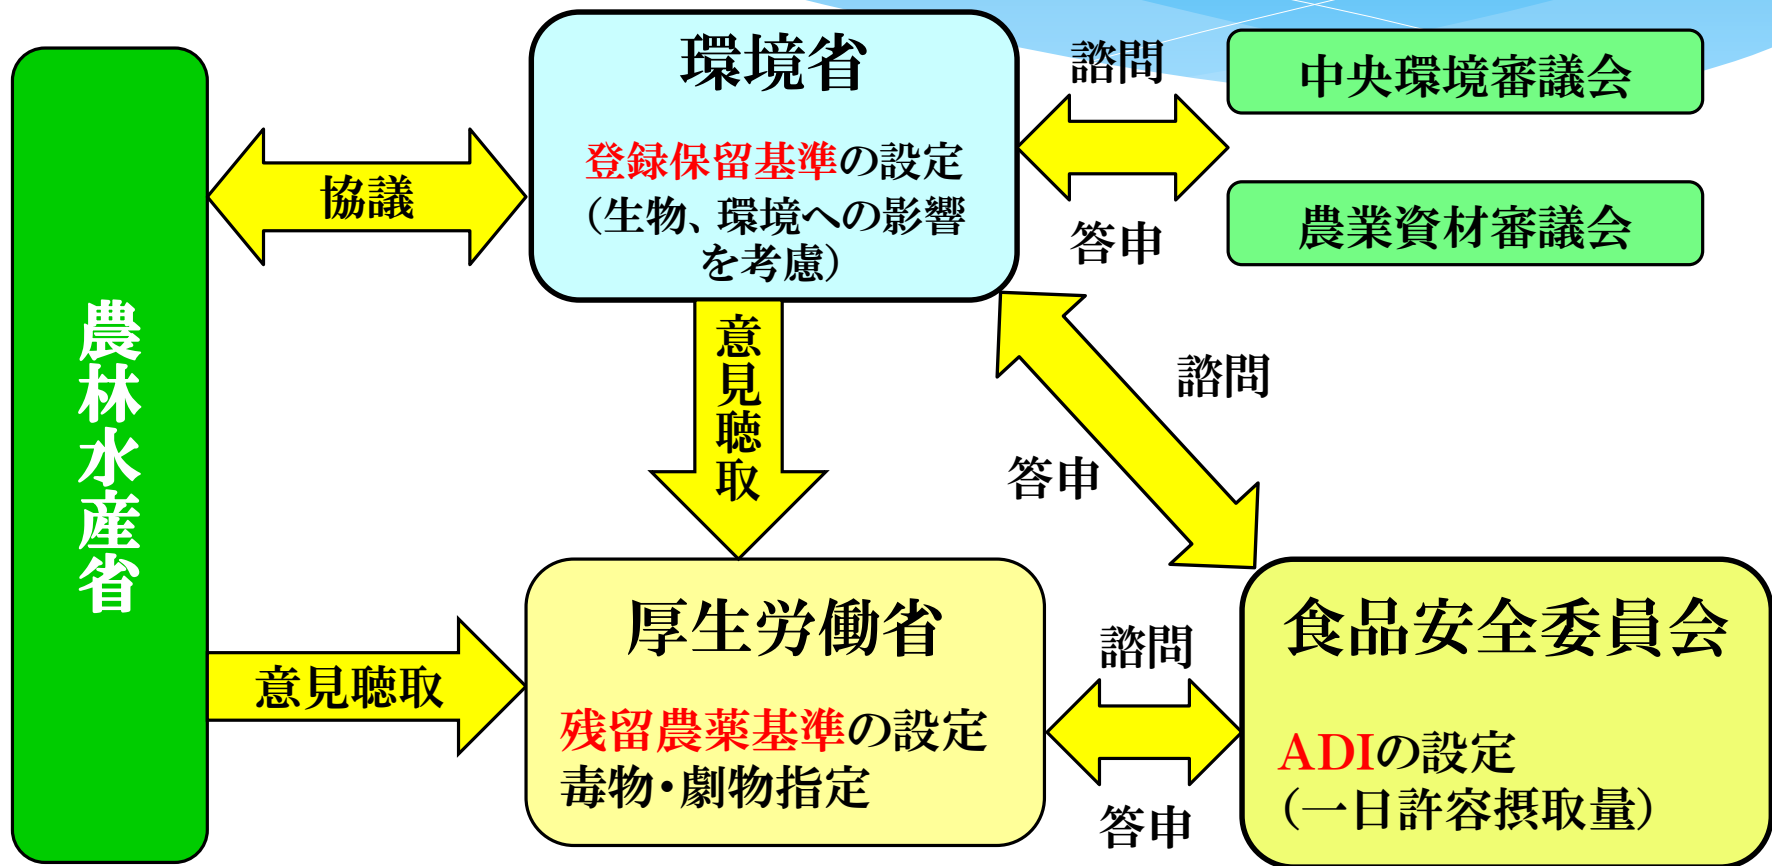 環境省
登録保留基準の設定
(生物、環境への影響
を考慮)
諮問
答申
中央環境審議会
農業資材審議会
協議
農林水産省
意見聴取
諮問
答申
意見聴取
厚生労働省
残留農薬基準の設定
毒物・劇物指定
諮問
答申
食品安全委員会
ADIの設定
(一日許容摂取量)